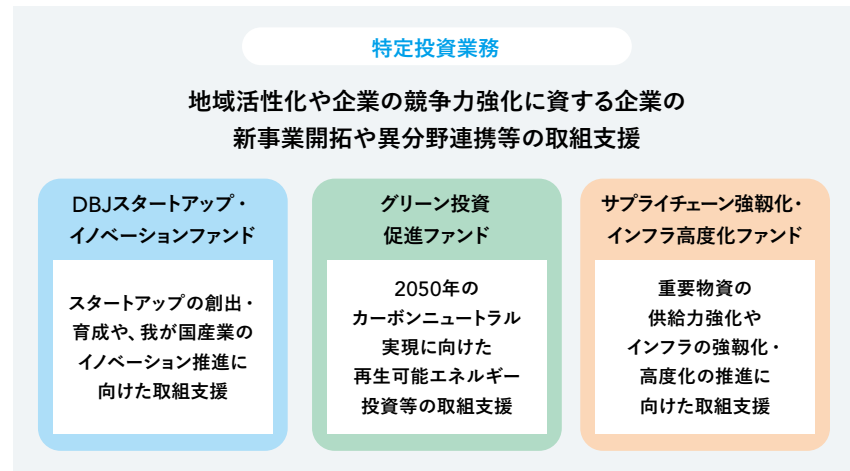 特定投資業務
地域活性化や企業の競争力強化に資する企業の
新事業開拓や異分野連携等の取組支援
DBJスタートアップ・
イノベーションファンド
スタートアップの創出・
育成や、我が国産業の
イノベーション推進に
向けた取組支援
グリーン投資
促進ファンド
2050年の
カーボンニュートラル
実現に向けた
再生可能エネルギー
投資等の取組支援
サプライチェーン強靱化・
インフラ高度化ファンド
重要物資の
供給力強化や
インフラの強靱化・
高度化の推進に
向けた取組支援